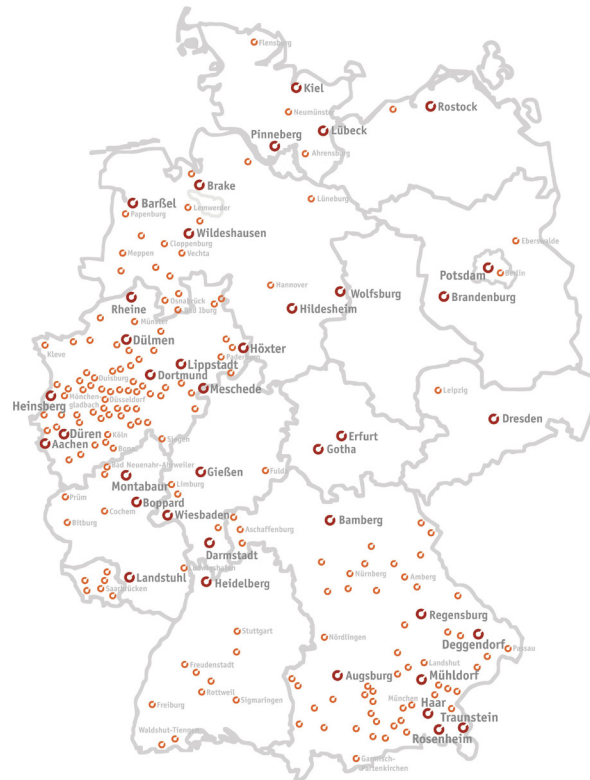 Flensburg
Kiel
Neumünster
Rostock
Lübeck
Pinneberg
Ahrensburg
Brake
Barßel
Lemwerder
Papenburg
Lüneburg
Wildeshausen
Cloppenburg
Eberswalde
Meppen
Vechta
Potsdam
Berlin
Hannover
Wolfsburg
Brandenburg
Rheine
Osnabrück
Bad Iburg
Hildesheim
Münster
Dülmen
Höxter
Kleve
Paderborn
Lippstadt
Dortmund
Duisburg
Meschede
Leipzig
Mönchen
gladbach
Düsseldorf
Heinsberg
Dresden
Düren
Köln
Erfurt
Siegen
Aachen
Bonn
Gotha
Bad Neuenahr-Ahrweiler
Gießen
Fulda
Montabaur
Limburg
Prüm
Boppard
Cochem
Wiesbaden
Bitburg
Aschaffenburg
Bamberg
Darmstadt
Ludwigshafen
Landstuhl
Heidelberg
Nürnberg
Amberg
Saarbrücken
Regensburg
Stuttgart
Nördlingen
Deggendorf
Passau
Freudenstadt
Landshut
Augsburg
Mühldorf
Rottweil
Sigmaringen
München
Freiburg
Haar
Traunstein
Waldshut-Tiengen
Rosenheim
Garmisch-
Partenkirchen